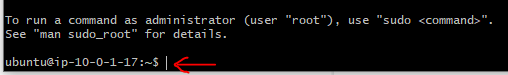 To run a command as administrator (user "root"), use "sudo <command>".
See "man sudo_root" for details.
ubuntu@ip-10-0-1-17:~$